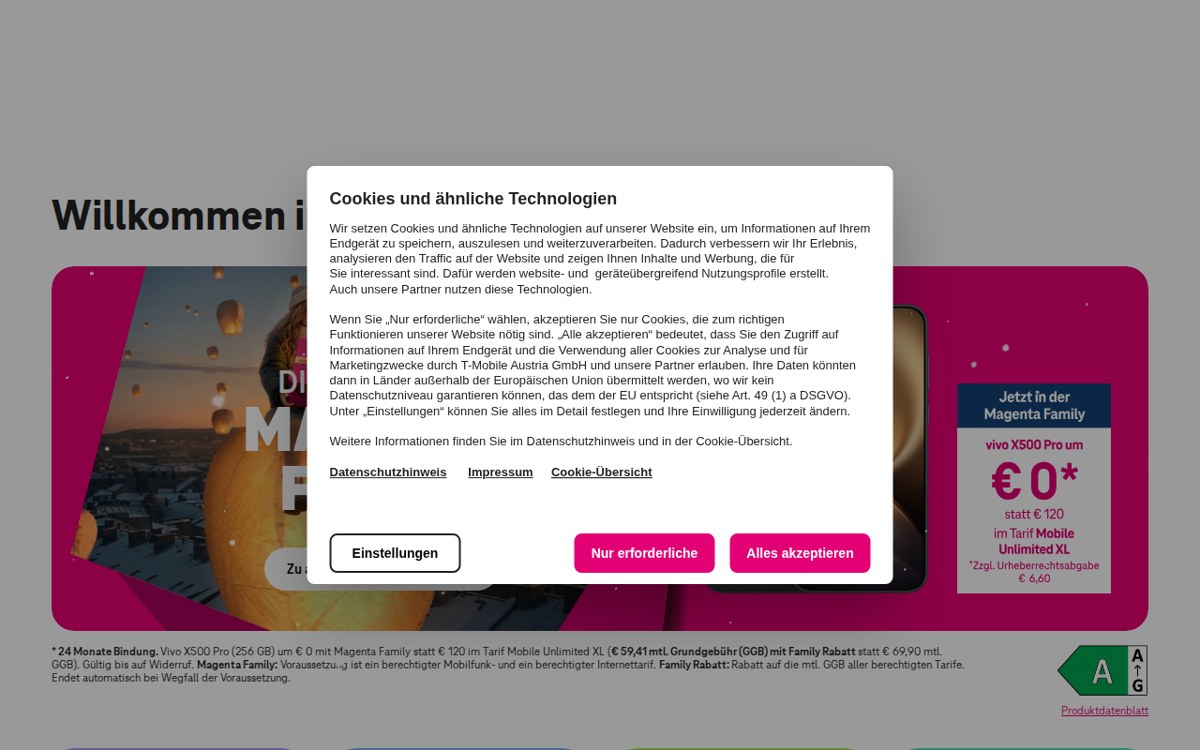 Willkommen i
Cookies und ähnliche Technologien
Wir setzen Cookies und ähnliche Technologien auf unserer Website ein, um Informationen auf Ihrem
Endgerät zu speichern, auszulesen und weiterzuverarbeiten. Dadurch verbessern wir Ihr Erlebnis,
analysieren den Traffic auf der Website und zeigen Ihnen Inhalte und Werbung, die für
Sie interessant sind. Dafür werden website- und  geräteübergreifend Nutzungsprofile erstellt.
Auch unsere Partner nutzen diese Technologien.
Wenn Sie „Nur erforderliche“ wählen, akzeptieren Sie nur Cookies, die zum richtigen
Funktionieren unserer Website nötig sind. „Alle akzeptieren“ bedeutet, dass Sie den Zugriff auf
Informationen auf Ihrem Endgerät und die Verwendung aller Cookies zur Analyse und für
Marketingzwecke durch T-Mobile Austria GmbH und unsere Partner erlauben. Ihre Daten könnten
dann in Länder außerhalb der Europäischen Union übermittelt werden, wo wir kein
Datenschutzniveau garantieren können, das dem der EU entspricht (siehe Art. 49 (1) a DSGVO).
Unter „Einstellungen“ können Sie alles im Detail festlegen und Ihre Einwilligung jederzeit ändern.
Weitere Informationen finden Sie im Datenschutzhinweis und in der Cookie-Übersicht.
Datenschutzhinweis Impressum Cookie-Übersicht
Einstellungen Nur erforderliche Alles akzeptieren
DI
MA
F
Zu a
Jetzt in der
Magenta Family
vivo X500 Pro um
€ 0*
statt € 120
im Tarif Mobile
Unlimited XL
*Zzgl. Urheberrechtsabgabe
€ 6,60
* 24 Monate Bindung. Vivo X500 Pro (256 GB) um € 0 mit Magenta Family statt € 120 im Tarif Mobile Unlimited XL (€ 59,41 mtl. Grundgebühr (GGB) mit Family Rabatt statt € 69,90 mtl.
GGB). Gültig bis auf Widerruf. Magenta Family: Voraussetzung ist ein berechtigter Mobilfunk- und ein berechtigter Internettarif. Family Rabatt: Rabatt auf die mtl. GGB aller berechtigten Tarife.
Endet automatisch bei Wegfall der Voraussetzung.
A
A
↑
G
Produktdatenblatt